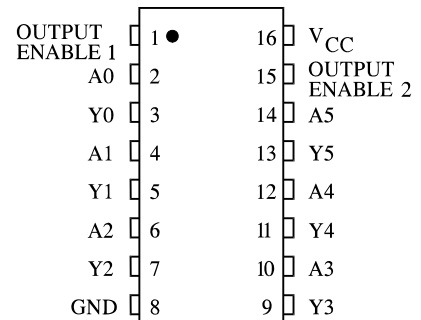 OUTPUT
ENABLE 1 1 16 VCC
A0 2 15 OUTPUT
ENABLE 2
Y0 3 14 A5
A1 4 13 Y5
Y1 5 12 A4
A2 6 11 Y4
Y2 7 10 A3
GND 8 9 Y3